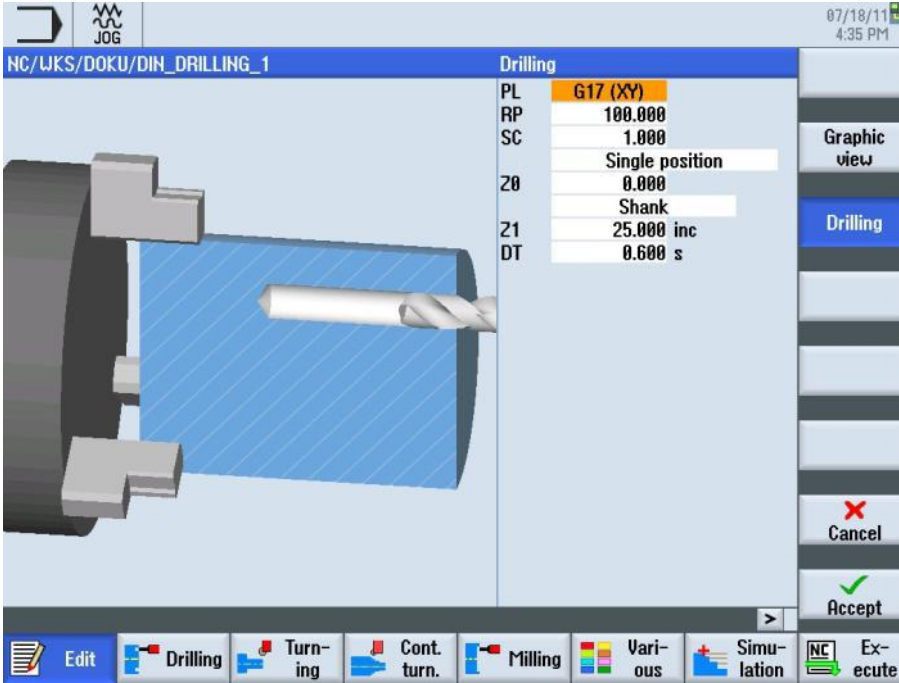 JOG
07/18/11
4:35 PM
NC/WKS/DOKU/DIN_DRILLING_1
Drilling
PL G17 (XY)
RP 100.000
SC 1.000
Single position
Z0 0.000
Shank
Z1 25.000 inc
DT 0.600 s
Graphic
view
Drilling
Cancel
Accept
>
Edit
Drilling
Turn-
ing
Cont.
turn.
Milling
Vari-
ous
Simu-
lation
NC
Ex-
ecute